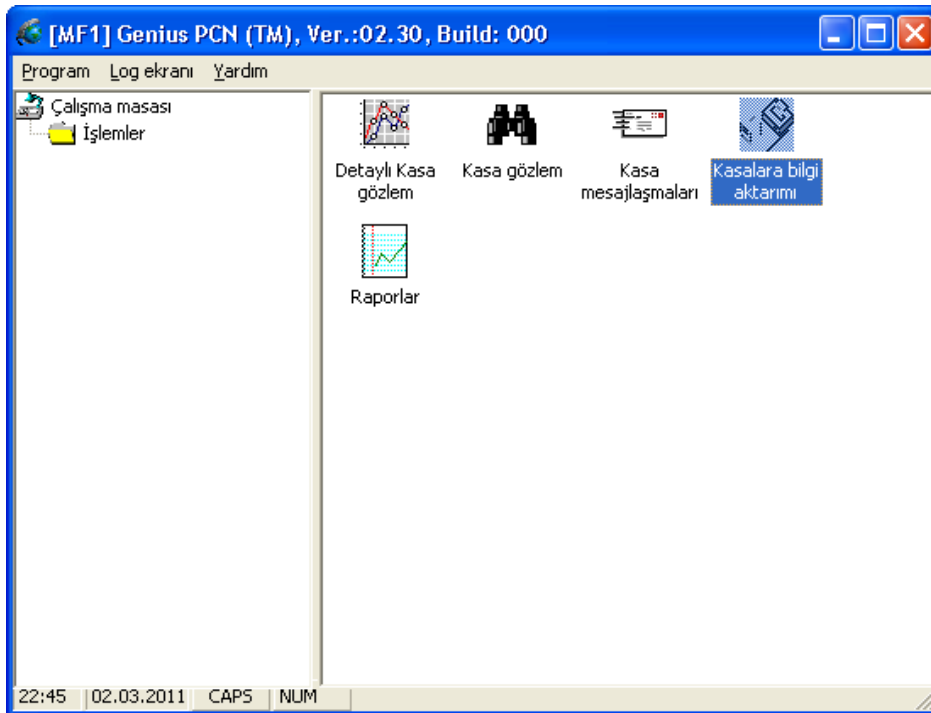 [MF1] Genius PCN (TM), Ver.:02.30, Build: 000
Program Log ekranı Yardım
Çalışma masası
İşlemler
Detaylı Kasa
gözlem
Kasa gözlem
Kasa
mesajlaşmaları
Kasalara bilgi
aktarımı
Raporlar
22:45 02.03.2011 CAPS NUM